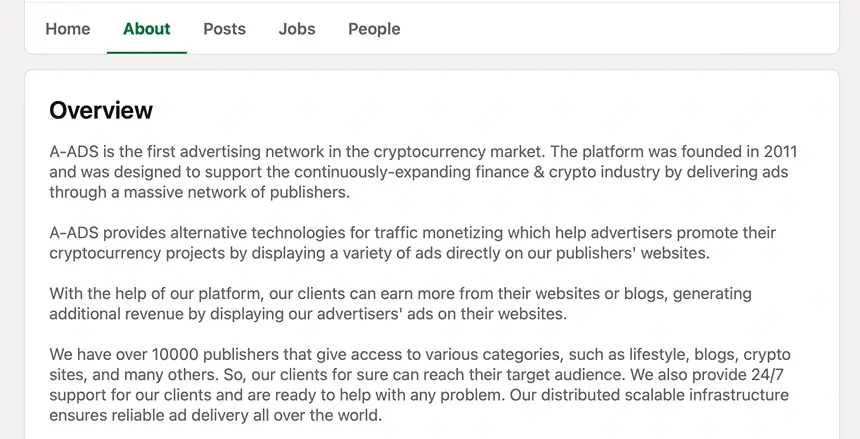 Home About Posts Jobs People
Overview
A-ADS is the first advertising network in the cryptocurrency market. The platform was founded in 2011
and was designed to support the continuously-expanding finance & crypto industry by delivering ads
through a massive network of publishers.
A-ADS provides alternative technologies for traffic monetizing which help advertisers promote their
cryptocurrency projects by displaying a variety of ads directly on our publishers' websites.
With the help of our platform, our clients can earn more from their websites or blogs, generating
additional revenue by displaying our advertisers' ads on their websites.
We have over 10000 publishers that give access to various categories, such as lifestyle, blogs, crypto
sites, and many others. So, our clients for sure can reach their target audience. We also provide 24/7
support for our clients and are ready to help with any problem. Our distributed scalable infrastructure
ensures reliable ad delivery all over the world.